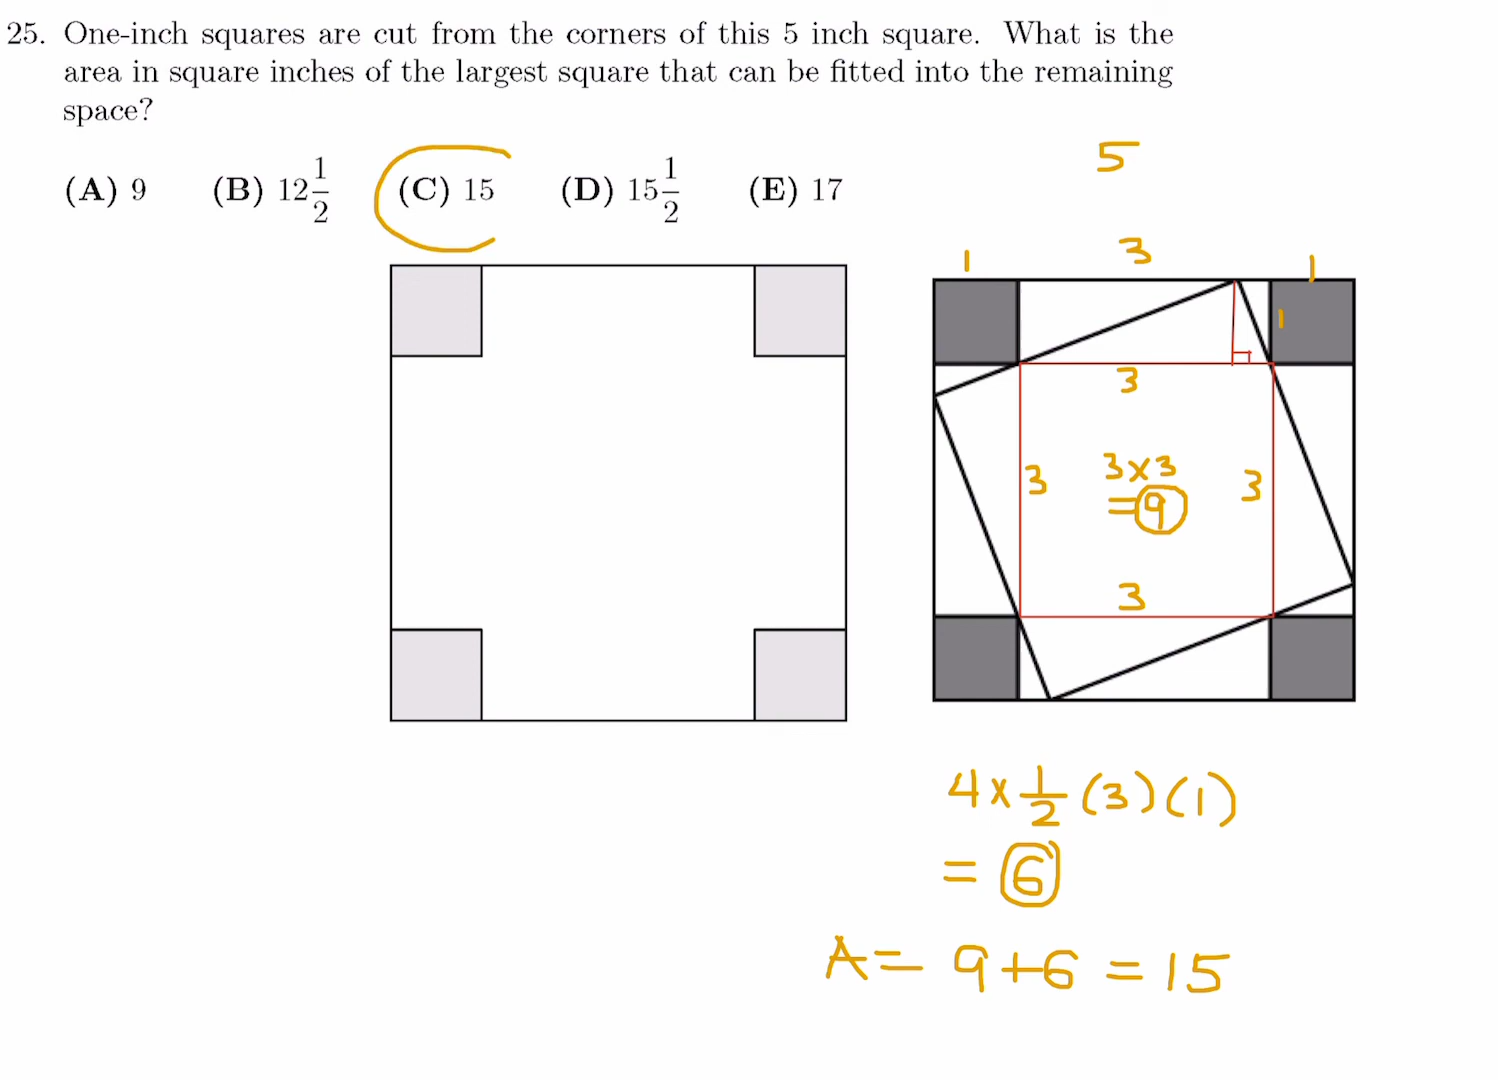 25. One-inch squares are cut from the corners of this 5 inch square. What is the
area in square inches of the largest square that can be fitted into the remaining
space?
(A) 9 (B) 12 1/2 (C) 15 (D) 15 1/2 (E) 17
5
1 3 1
1
3
3 3×3 3
=9
3
4 × 1/2 (3)(1)
= 6
A = 9+6 = 15